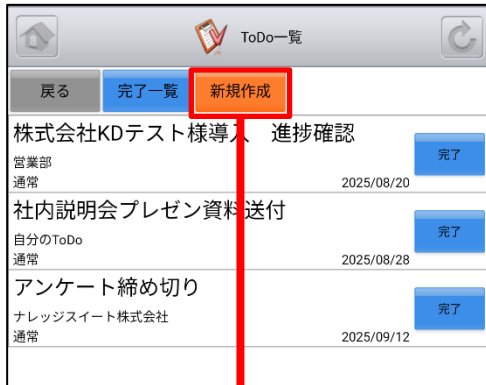 ToDo一覧
戻る 完了一覧 新規作成
株式会社KDテスト様導入 進捗確認
営業部
完了
通常 2025/08/20
社内説明会プレゼン資料送付
自分のToDo
完了
通常 2025/08/28
アンケート締め切り
ナレッジスイート株式会社
完了
通常 2025/09/12